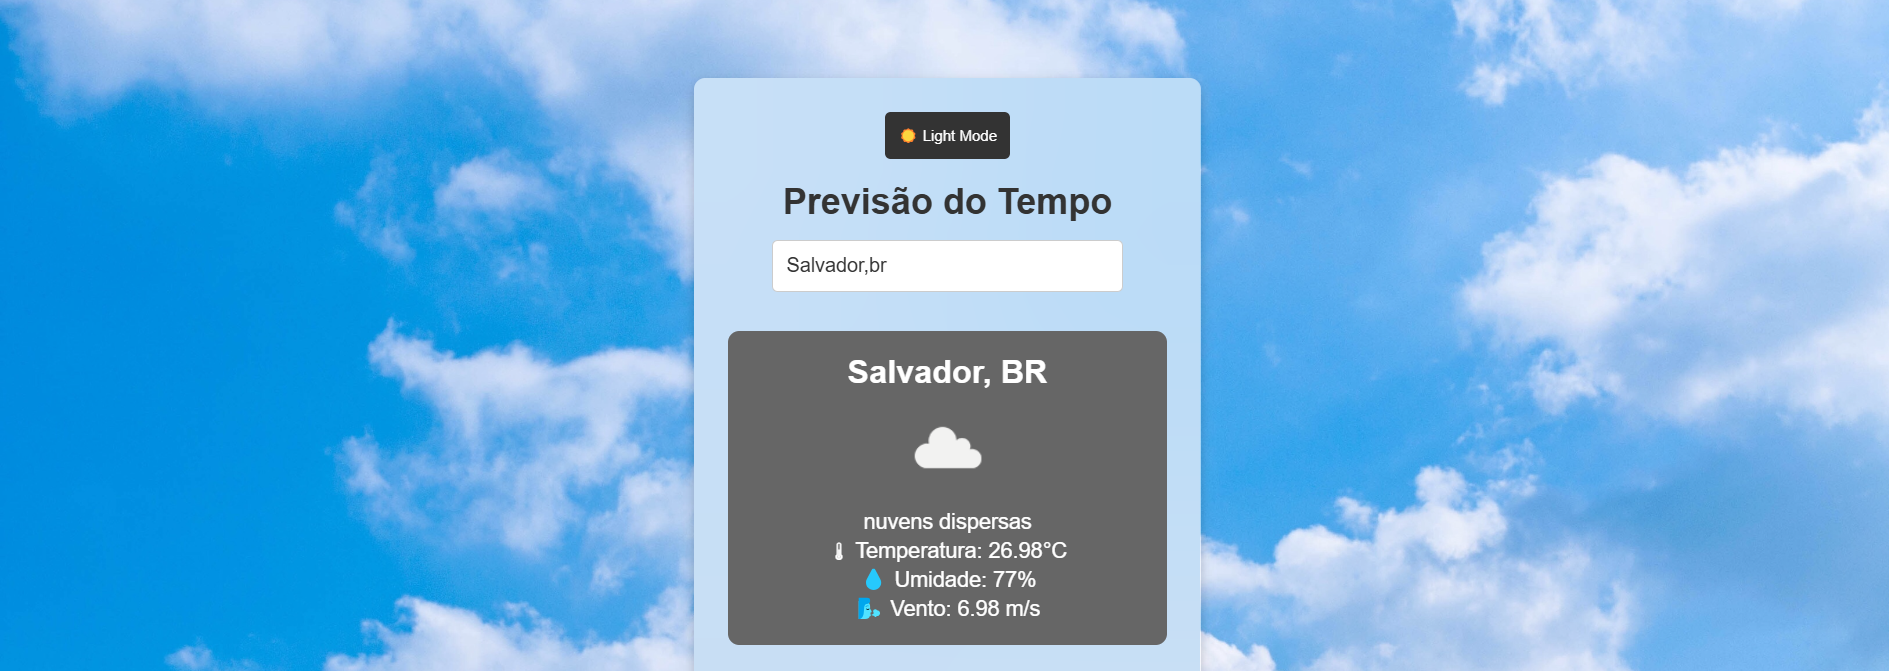 Light Mode
Previsão do Tempo
Salvador,br
Salvador, BR
nuvens dispersas
Temperatura: 26.98°C
Umidade: 77%
Vento: 6.98 m/s